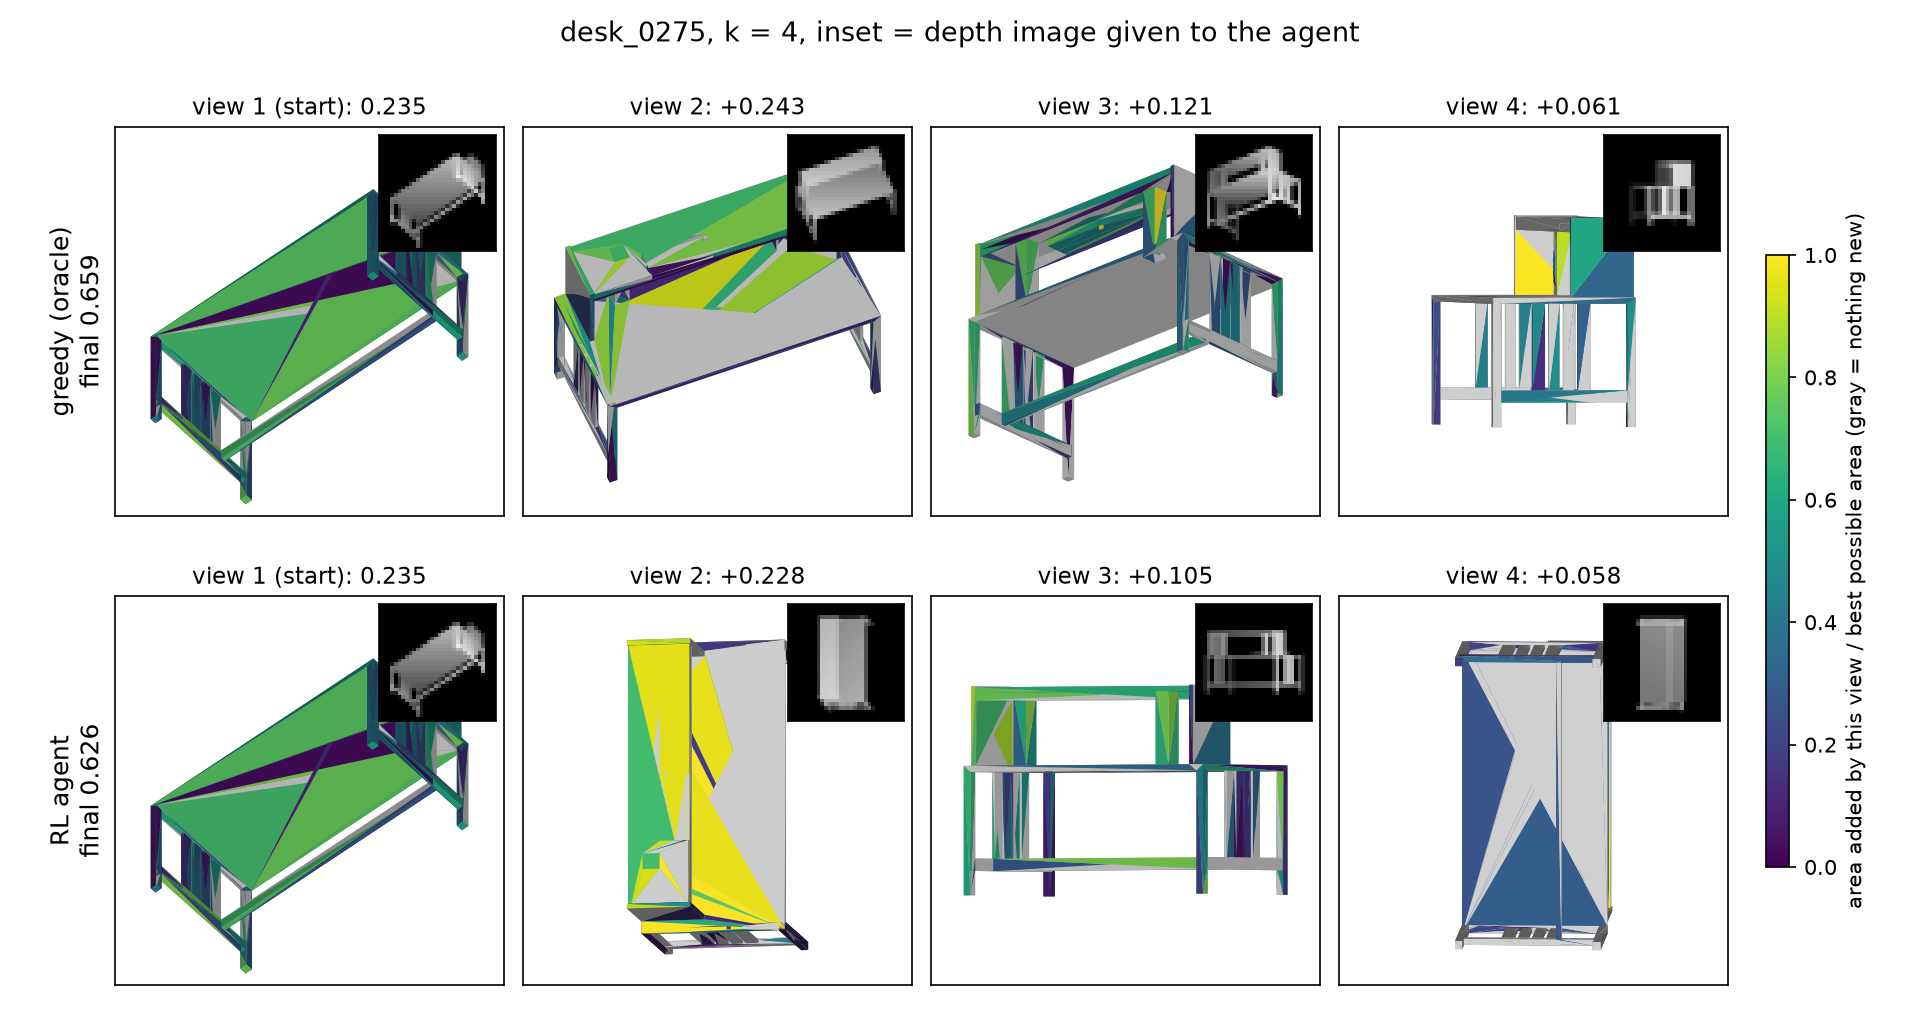 desk_0275, k = 4, inset = depth image given to the agent
greedy (oracle)
final 0.659
view 1 (start): 0.235
view 2: +0.243
view 3: +0.121
view 4: +0.061
RL agent
final 0.626
view 1 (start): 0.235
view 2: +0.228
view 3: +0.105
view 4: +0.058
1.0
0.8
0.6
0.4
0.2
0.0
area added by this view / best possible area (gray = nothing new)